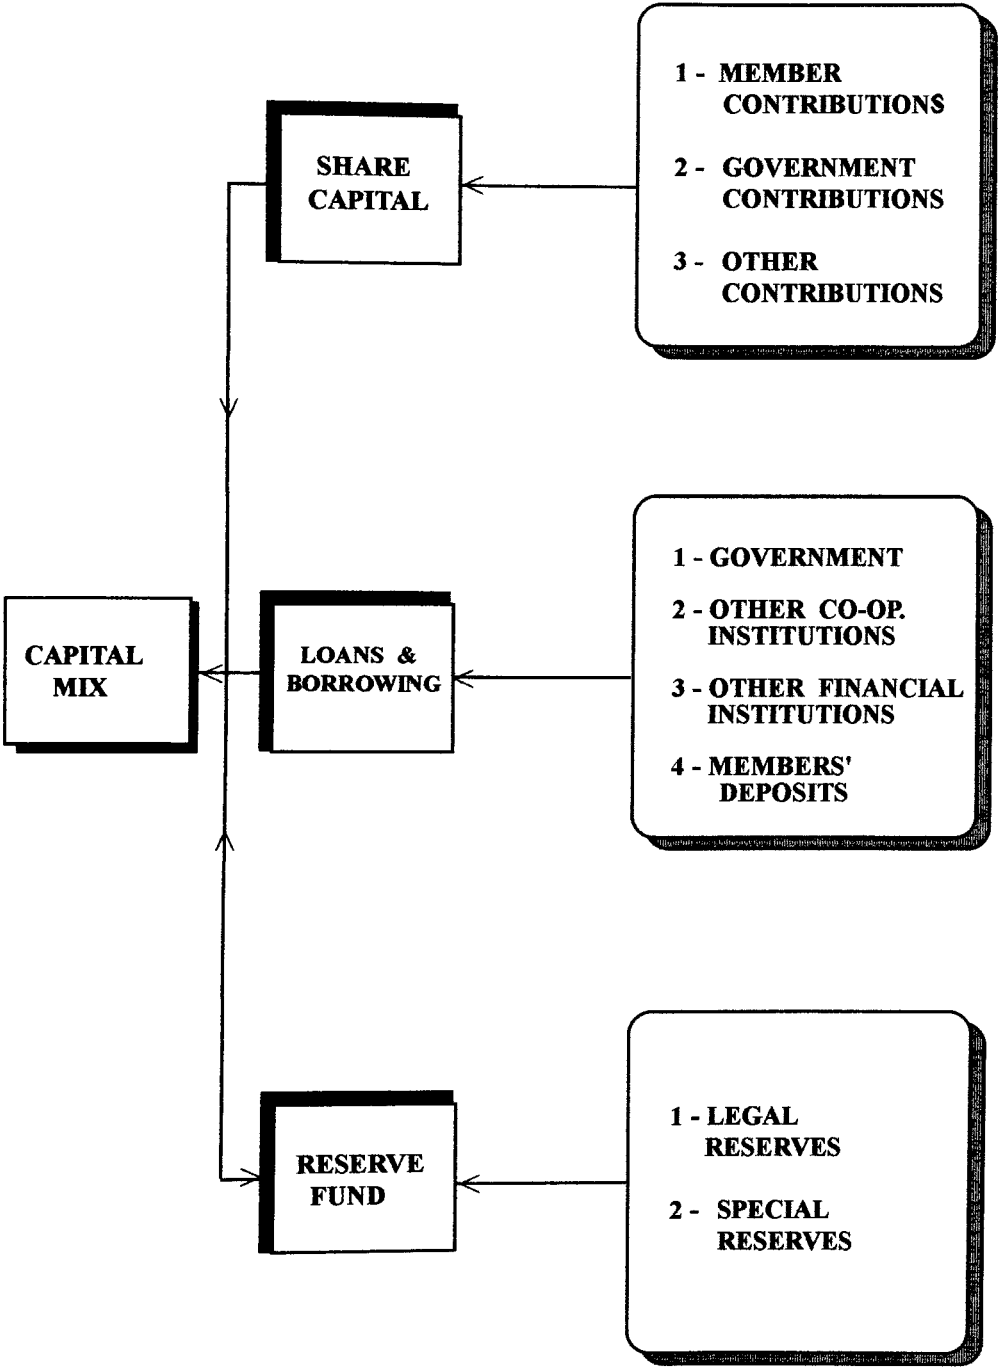 SHARE
CAPITAL
1 - MEMBER
CONTRIBUTIONS
2 - GOVERNMENT
CONTRIBUTIONS
3 - OTHER
CONTRIBUTIONS
CAPITAL
MIX
LOANS &
BORROWING
1 - GOVERNMENT
2 - OTHER CO-OP.
INSTITUTIONS
3 - OTHER FINANCIAL
INSTITUTIONS
4 - MEMBERS'
DEPOSITS
RESERVE
FUND
1 - LEGAL
RESERVES
2 - SPECIAL
RESERVES